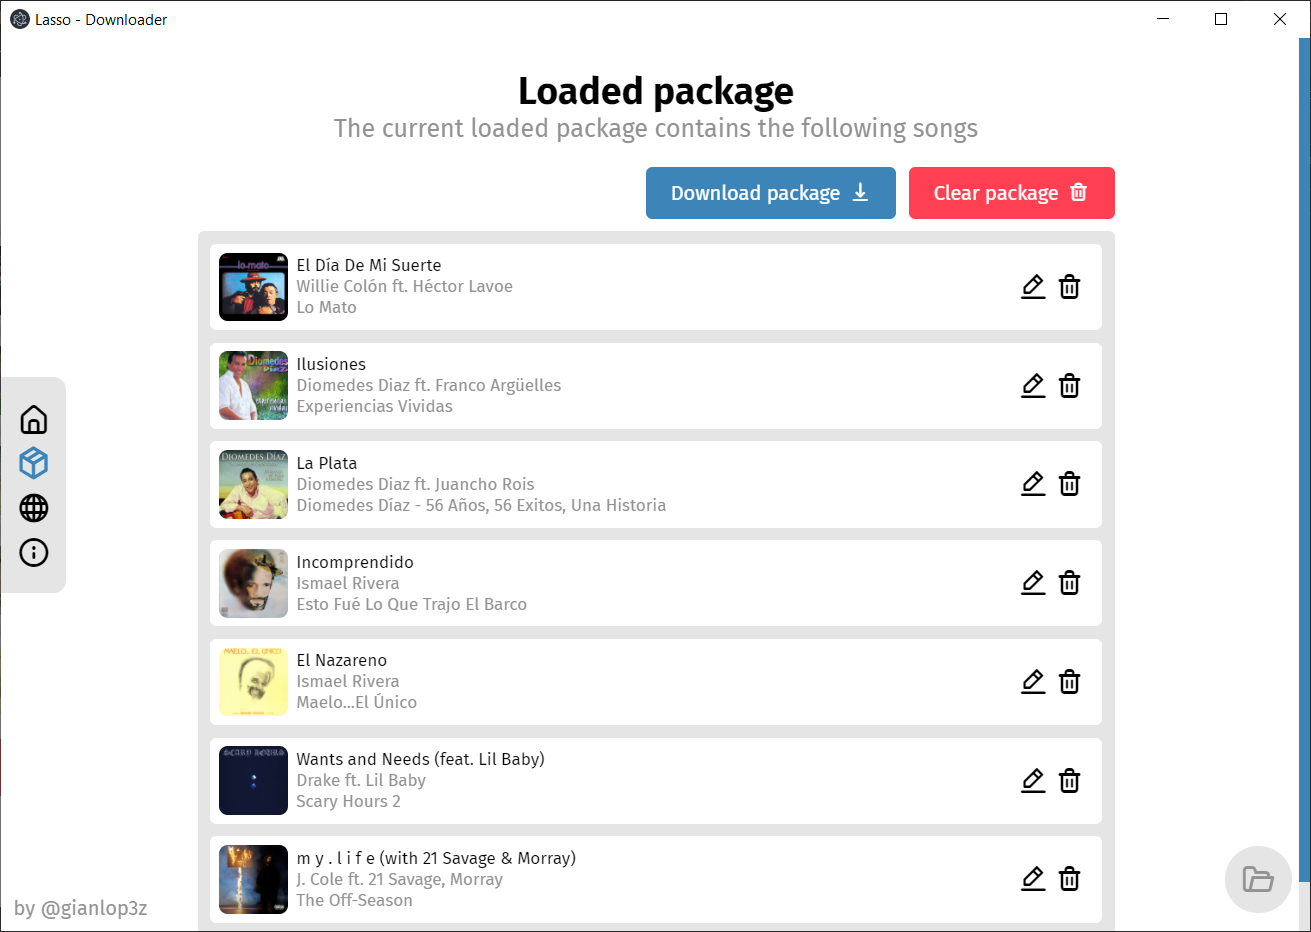 Lasso - Downloader
Loaded package
The current loaded package contains the following songs
Download package
Clear package
lo mato
El Día De Mi Suerte
Willie Colón ft. Héctor Lavoe
Lo Mato
Diomedes
Diaz
experiencias
vividas
Ilusiones
Diomedes Diaz ft. Franco Argüelles
Experiencias Vividas
DIOMEDES DÍAZ
La Plata
Diomedes Diaz ft. Juancho Rois
Diomedes Díaz - 56 Años, 56 Exitos, Una Historia
Incomprendido
Ismael Rivera
Esto Fué Lo Que Trajo El Barco
MAELO.. EL UNICO
El Nazareno
Ismael Rivera
Maelo...El Único
SCARY HOURS
Wants and Needs (feat. Lil Baby)
Drake ft. Lil Baby
Scary Hours 2
m y . l i f e (with 21 Savage & Morray)
J. Cole ft. 21 Savage, Morray
The Off-Season
by @gianlop3z